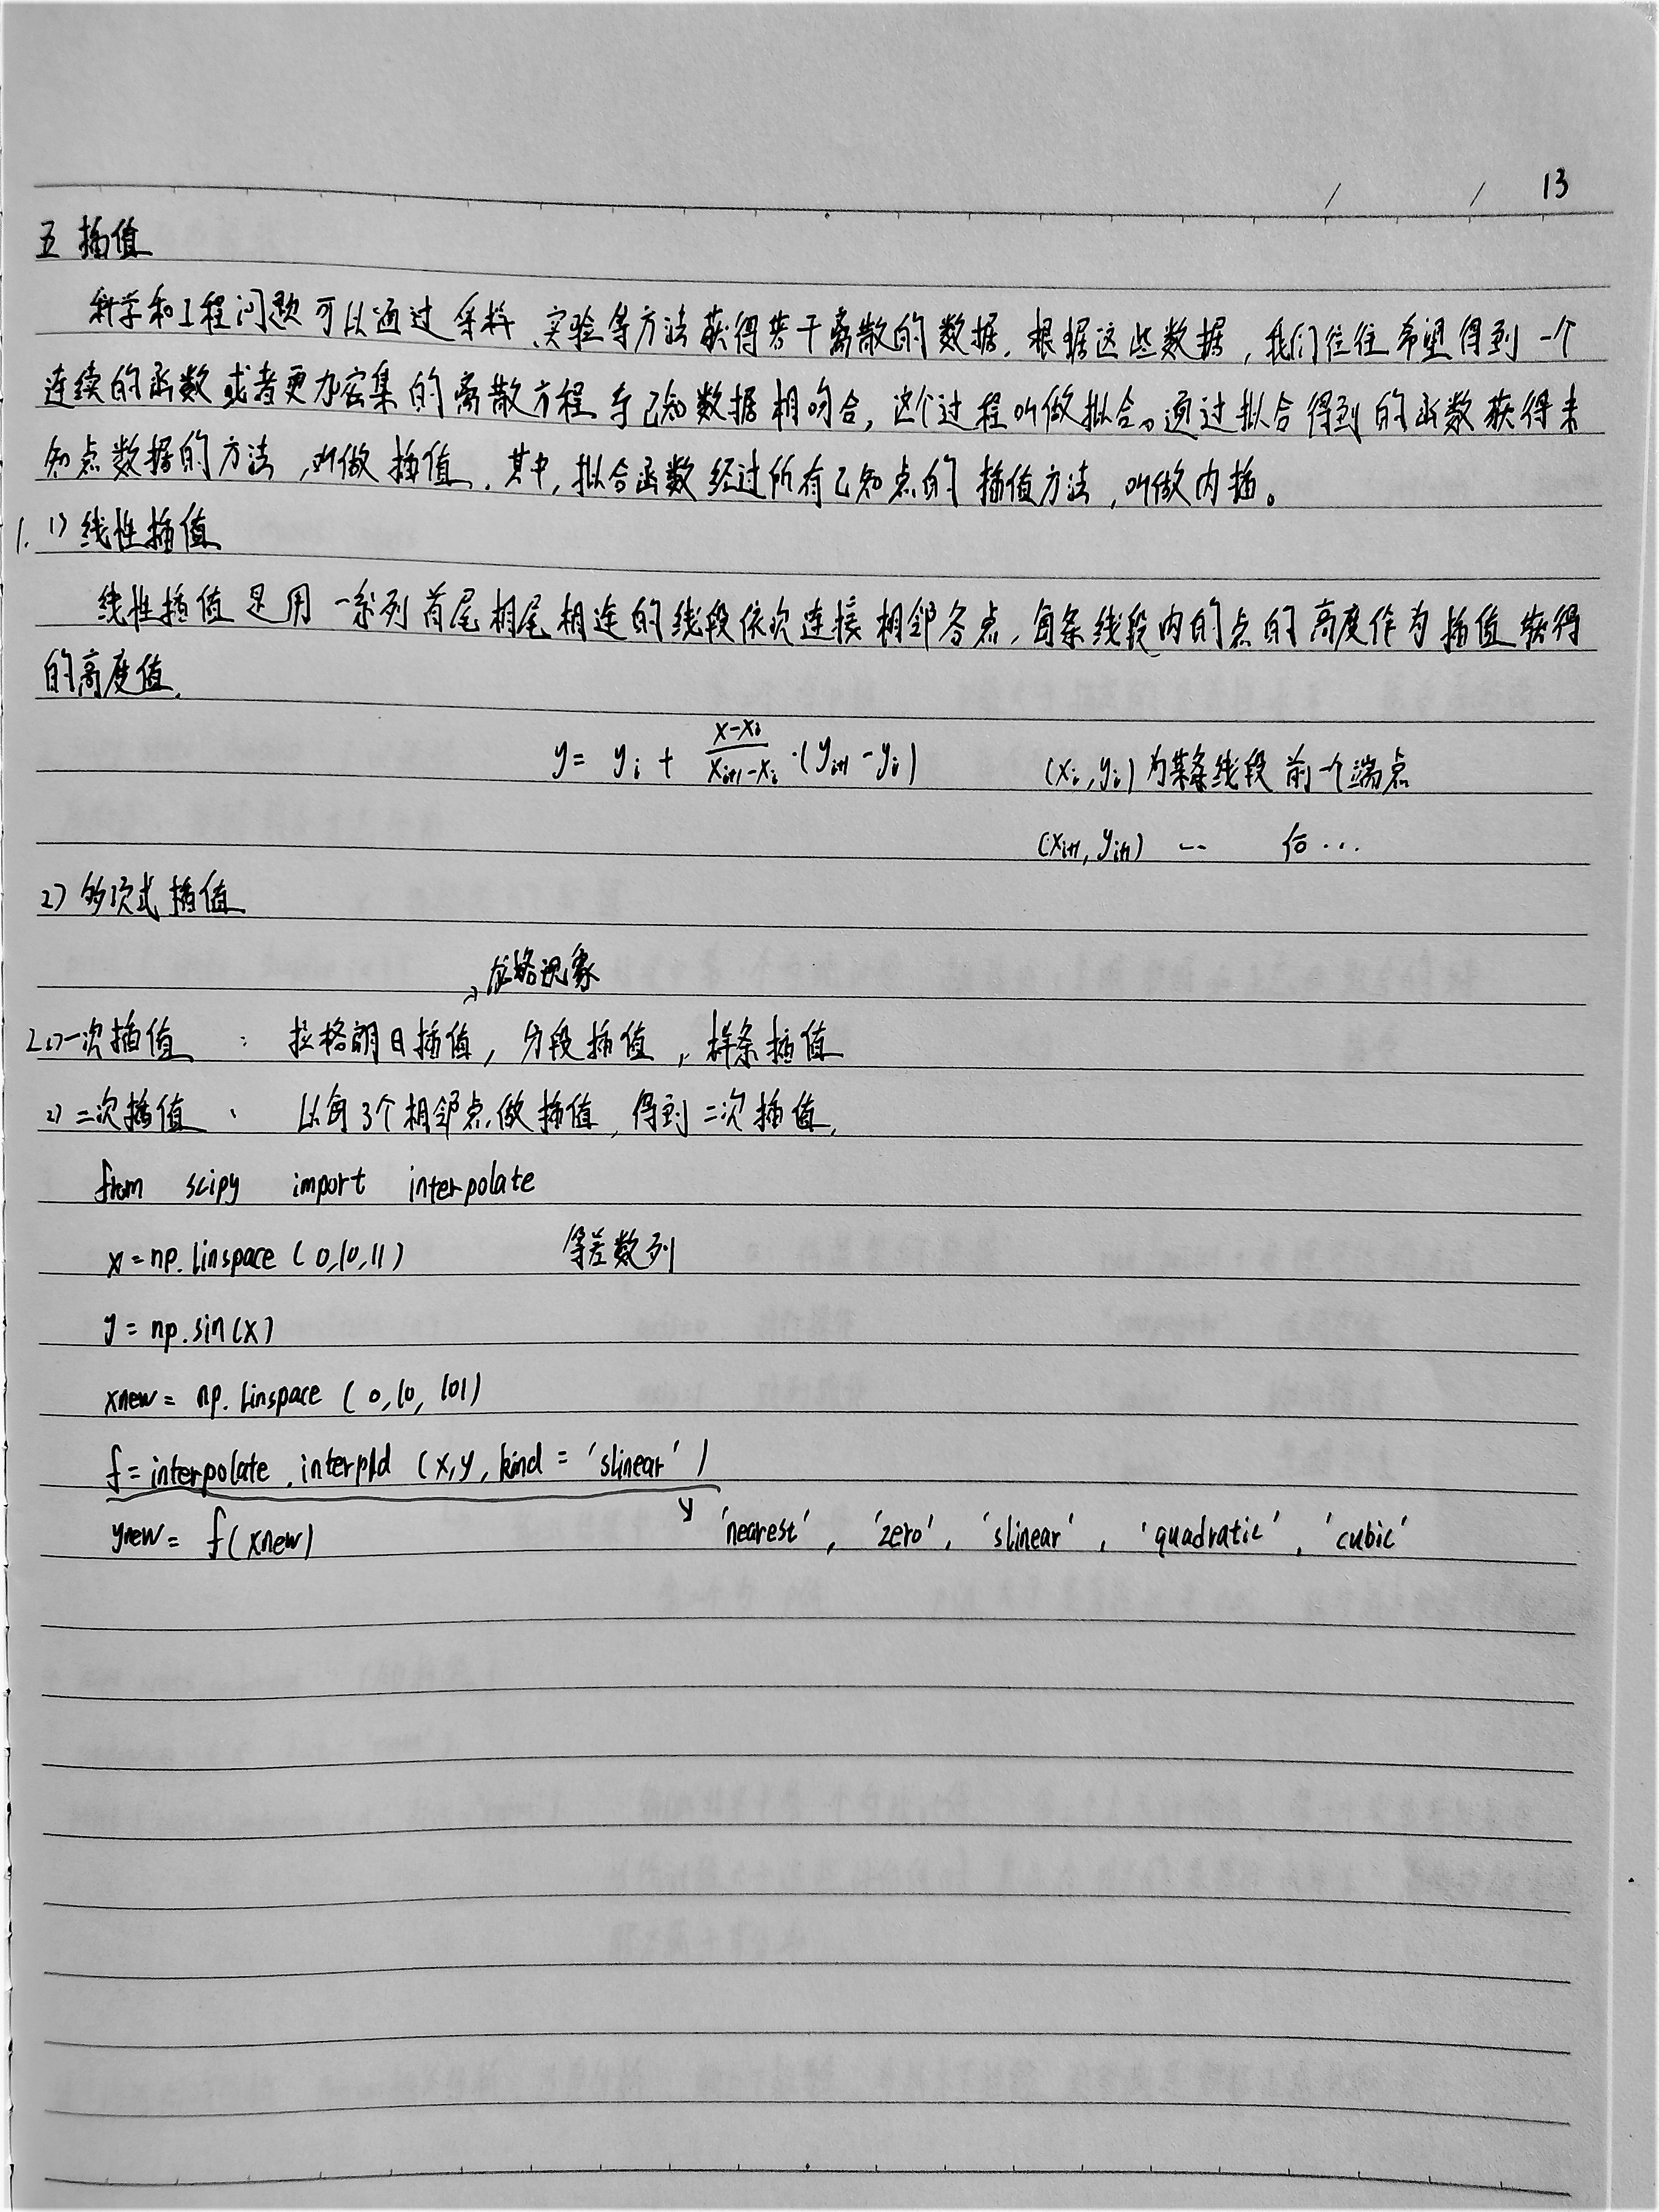 13
五 插值
科学和工程问题可以通过采样、实验等方法获得若干离散的数据.根据这些数据,我们往往希望得到一个
连续的函数或者更加密集的离散方程与已知数据相吻合,这个过程叫做拟合。通过拟合得到的函数获得未
知点数据的方法,叫做插值.其中,拟合函数经过所有已知点的插值方法,叫做内插。
1. 1) 线性插值
线性插值是用一系列首尾相尾相连的线段依次连接相邻各点,每条线段内的点的高度作为插值获得
的高度值.
y= y_i + \frac{x-x_i}{x_{i+1}-x_i} ·(y_{i+1}-y_i) (x_i,y_i)为某条线段前一个端点
(x_{i+1}, y_{i+1}) … 后…
2) 多项式插值
龙格现象
2.1) 一次插值 : 拉格朗日插值, 分段插值, 样条插值
2) 二次插值 : 以每3个相邻点做插值,得到二次插值.
from scipy import interpolate
x=np.linspace (0,10,11) 等差数列
y=np.sin(x)
xnew= np.linspace (0,10,101)
f=interpolate.interp1d (x,y,kind='slinear')
ynew= f(xnew) 'nearest', 'zero', 'slinear', 'quadratic', 'cubic'